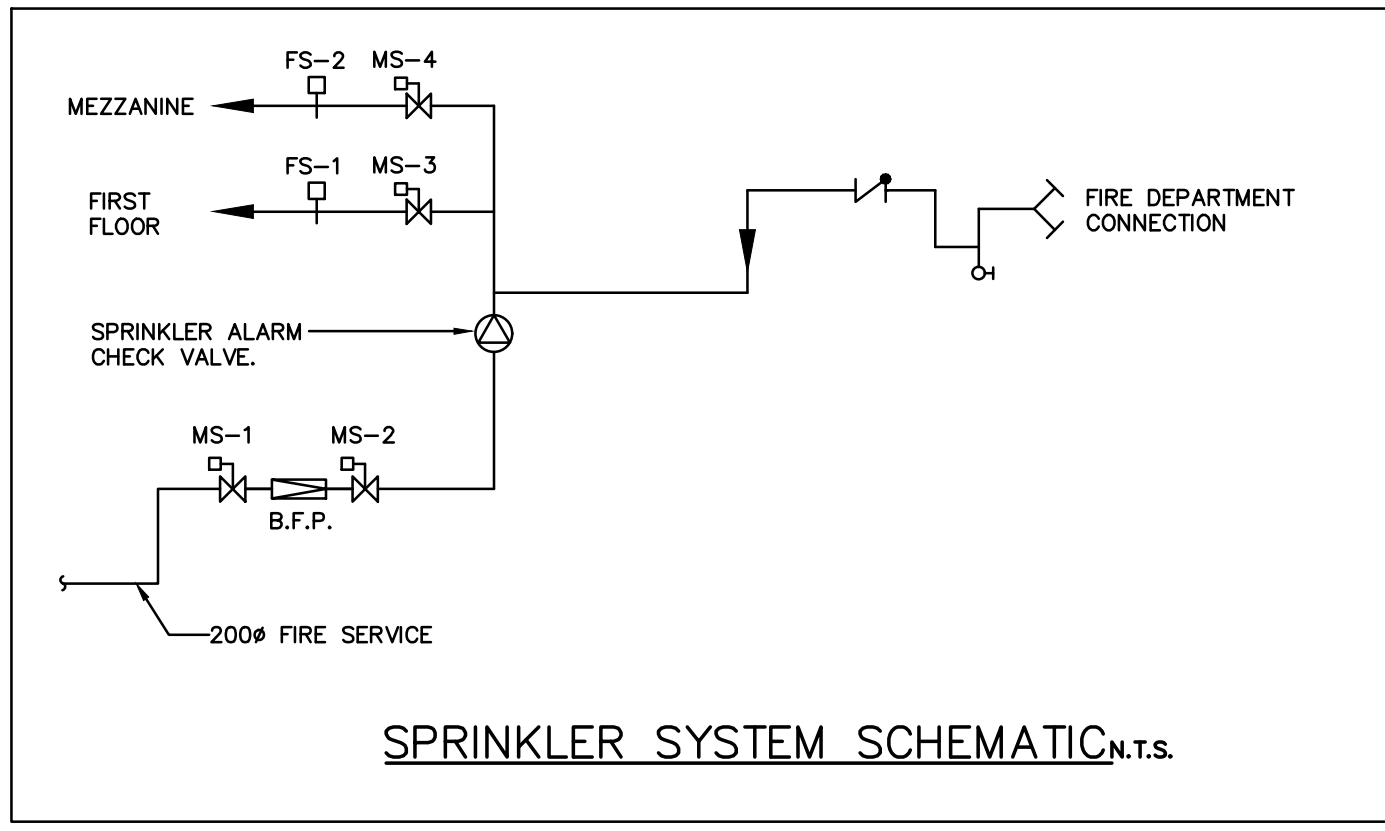 FS-2 MS-4
MEZZANINE
FS-1 MS-3
FIRST
FLOOR
FIRE DEPARTMENT
CONNECTION
SPRINKLER ALARM
CHECK VALVE.
MS-1 MS-2
B.F.P.
200ø FIRE SERVICE
SPRINKLER SYSTEM SCHEMATIC N.T.S.